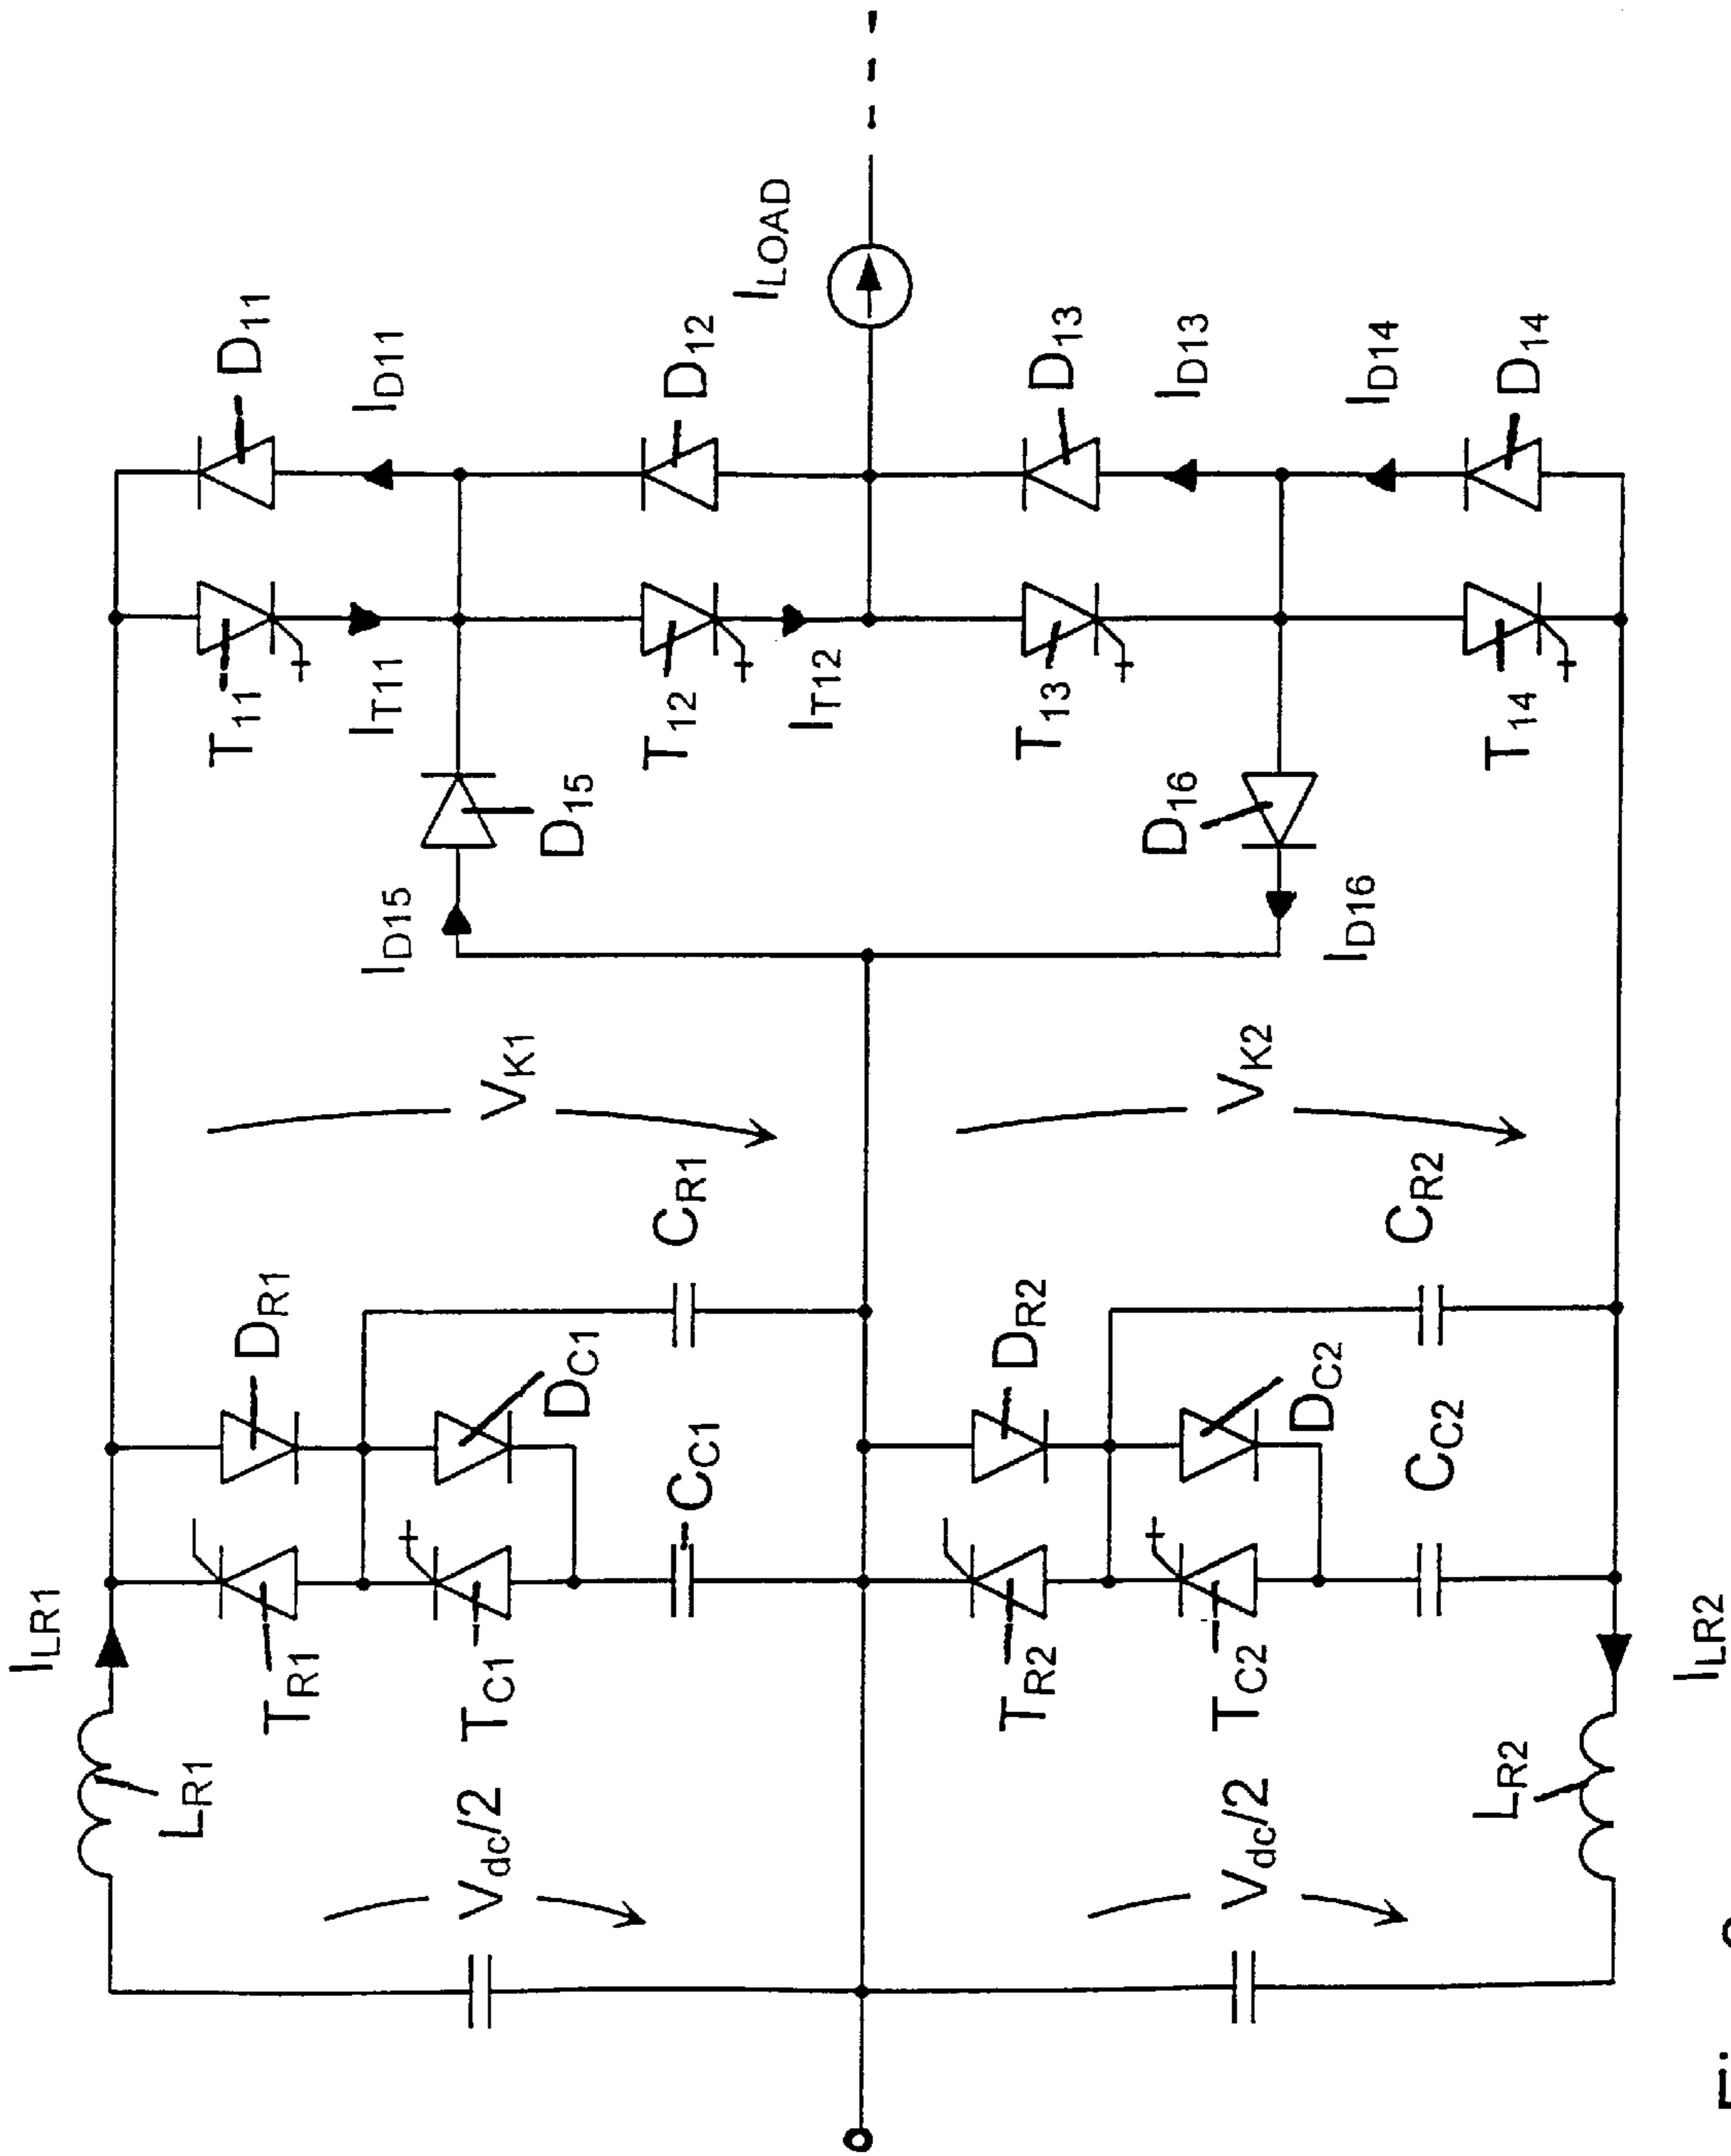 I_LR1
L_R1
T_R1
D_R1
T_C1
D_C1
C_C1
C_R1
V_dc/2
V_K1
I_D15
D_15
T_11
I_T11
D_11
I_D11
T_12
I_T12
D_12
I_LOAD
V_dc/2
T_R2
D_R2
T_C2
D_C2
C_C2
C_R2
V_K2
D_16
I_D16
T_13
D_13
I_D13
I_D14
T_14
D_14
L_R2
I_LR2